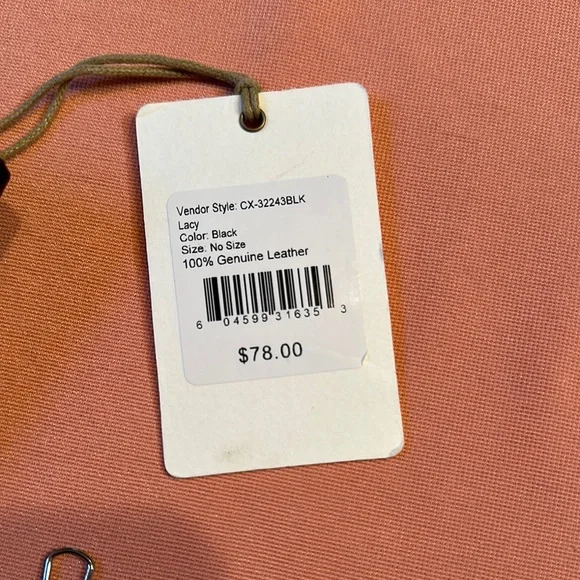 Vendor Style: CX-32243BLK
Lacy
Color: Black
Size: No Size
100% Genuine Leather
6 04599 31635 3
$78.00